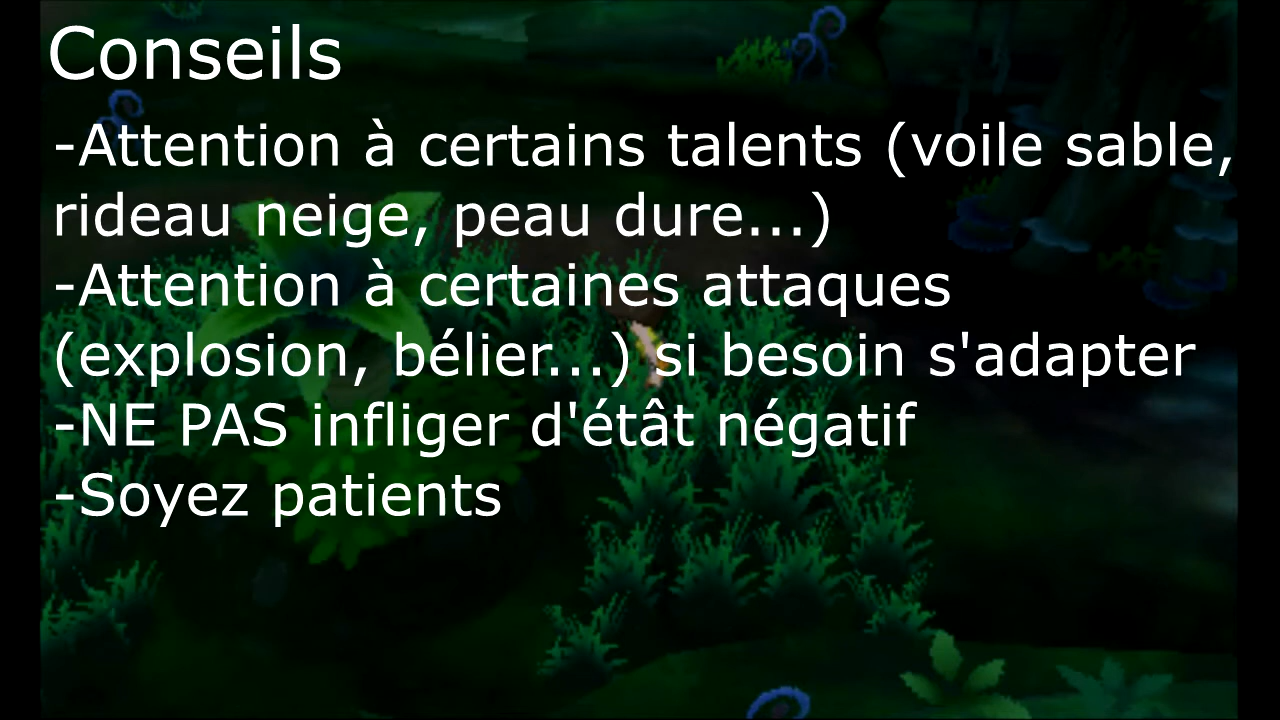 Conseils
-Attention à certains talents (voile sable,
rideau neige, peau dure...)
-Attention à certaines attaques
(explosion, bélier...) si besoin s'adapter
-NE PAS infliger d'étât négatif
-Soyez patients